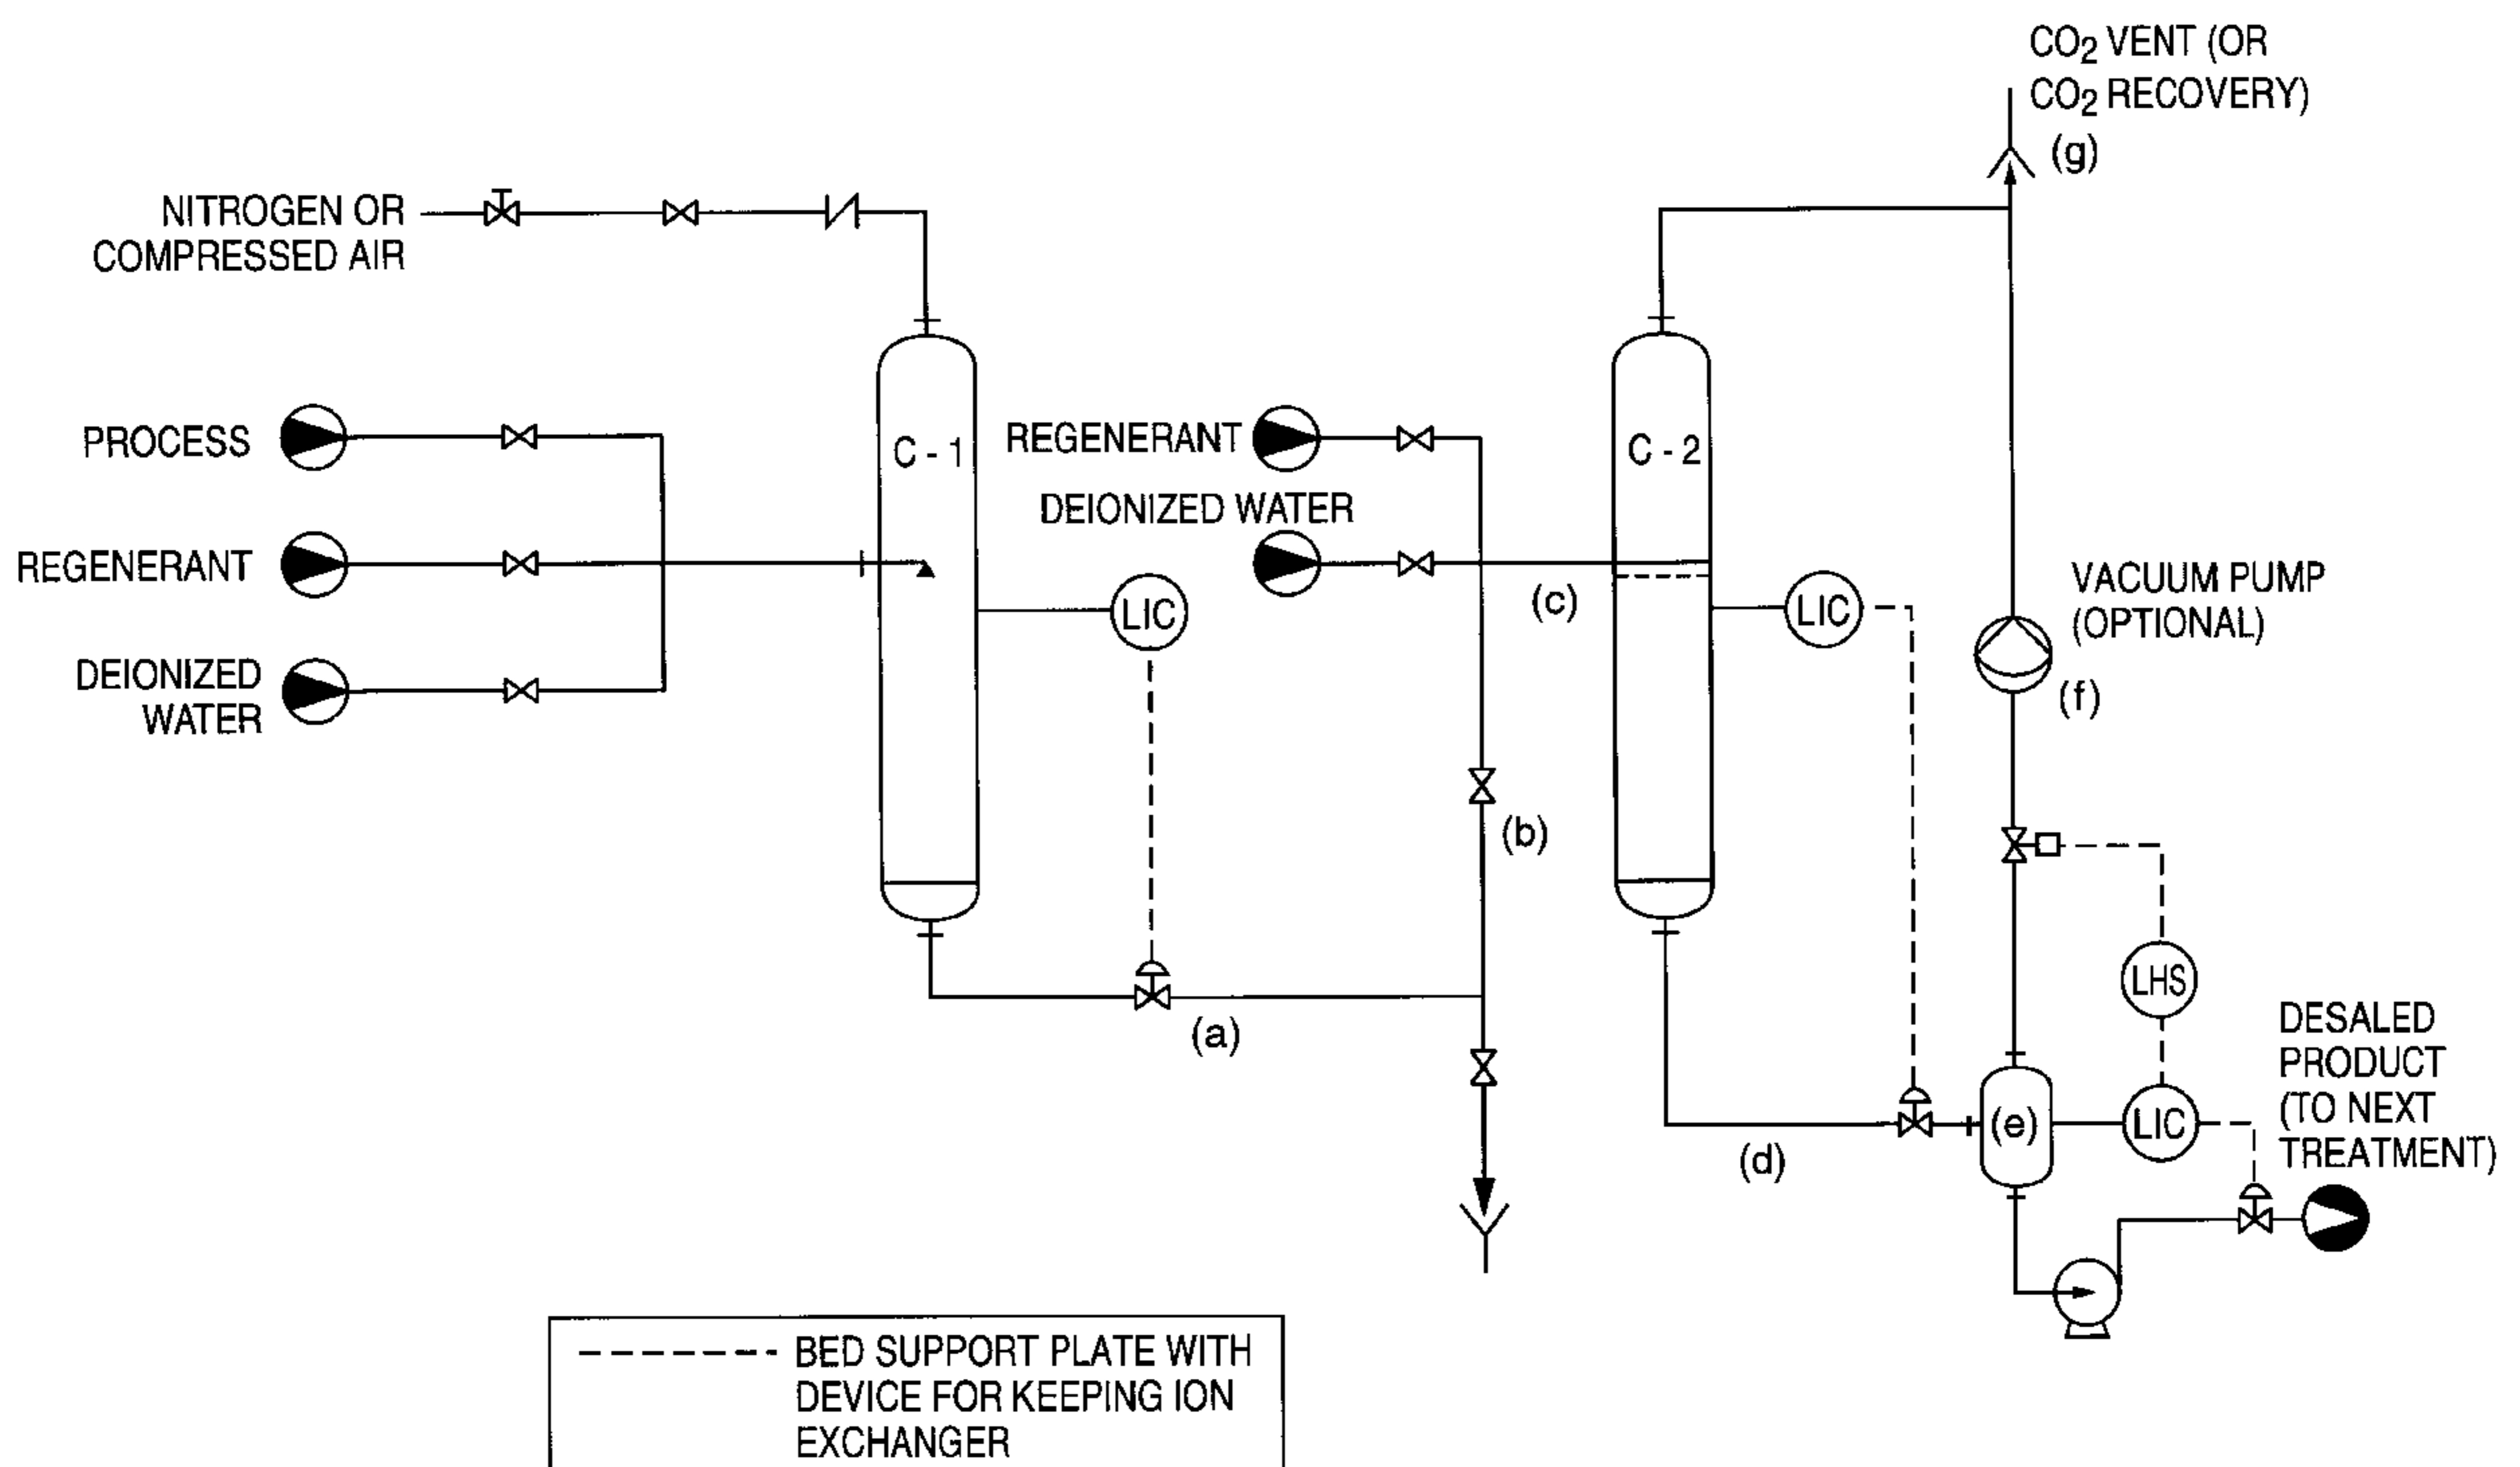 CO2 VENT (OR
CO2 RECOVERY)
(g)
NITROGEN OR
COMPRESSED AIR
PROCESS
REGENERANT
DEIONIZED
WATER
C - 1
LIC
(a)
REGENERANT
DEIONIZED WATER
(c)
(b)
C - 2
LIC
VACUUM PUMP
(OPTIONAL)
(f)
LHS
(d)
(e)
LIC
DESALED
PRODUCT
(TO NEXT
TREATMENT)
BED SUPPORT PLATE WITH
DEVICE FOR KEEPING ION
EXCHANGER